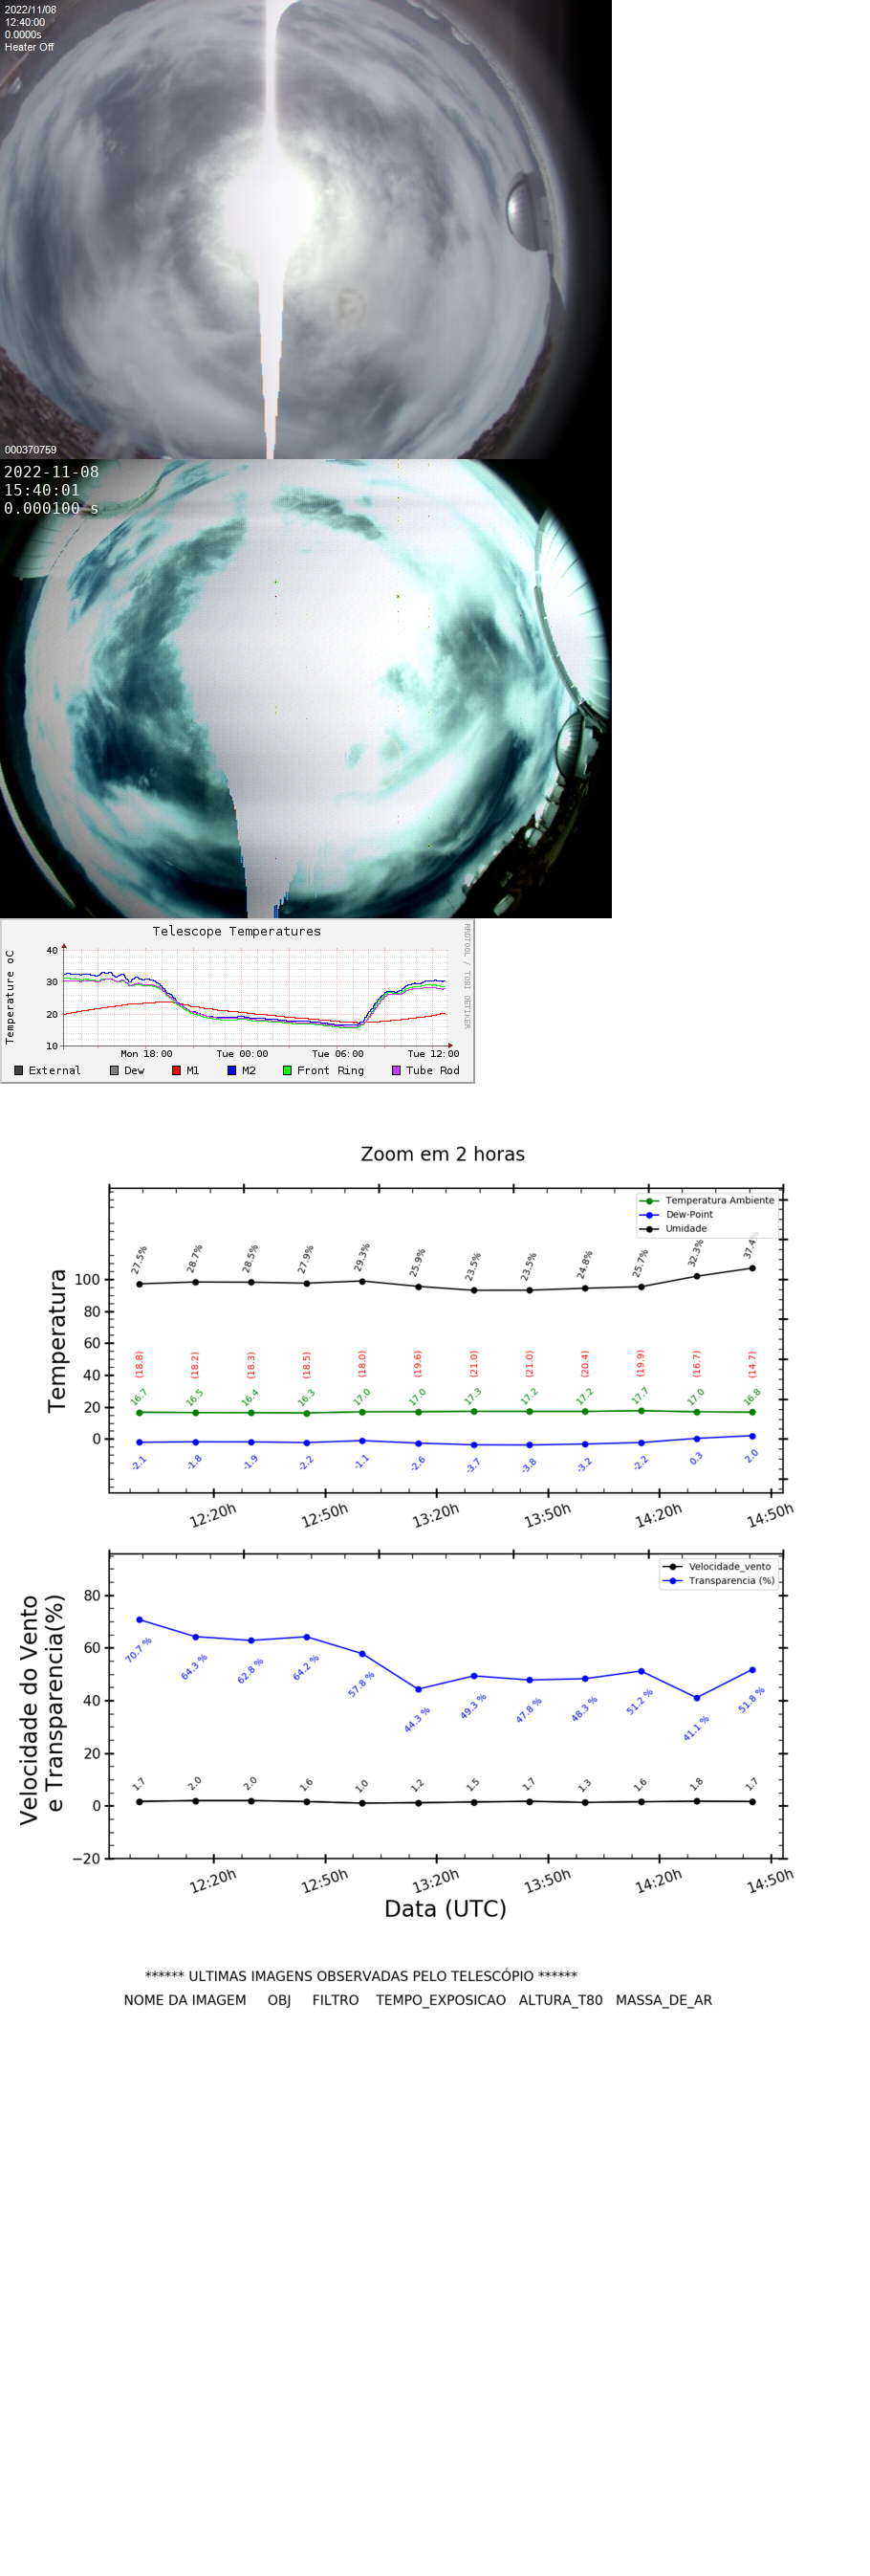 2022/11/08
12:40:00
0.0000s
Heater Off
000370759
2022-11-08
15:40:01
0.000100 s
Telescope Temperatures
RRDTOOL / TOBI OETIKER
Temperature oC
40
30
20
10
Mon 18:00 Tue 00:00 Tue 06:00 Tue 12:00
External Dew M1 M2 Front Ring Tube Rod
Zoom em 2 horas
Temperatura Ambiente
Dew-Point
Umidade
Temperatura
100
80
60
40
20
0
27.5% 28.7% 28.5% 27.9% 29.3% 25.9% 23.5% 23.5% 24.8% 25.7% 32.3% 37.4%
(18.8) (18.2) (18.3) (18.5) (18.0) (19.6) (21.0) (21.0) (20.4) (19.9) (16.7) (14.7)
16.7 16.5 16.4 16.3 17.0 17.0 17.3 17.2 17.2 17.7 17.0 16.8
-2.1 -1.8 -1.9 -2.2 -1.1 -2.6 -3.7 -3.8 -3.2 -2.2 0.3 2.0
12:20h 12:50h 13:20h 13:50h 14:20h 14:50h
Velocidade_vento
Transparencia (%)
Velocidade do Vento
e Transparencia(%)
80
60
40
20
0
−20
70.7 % 64.3 % 62.8 % 64.2 % 57.8 % 44.3 % 49.3 % 47.8 % 48.3 % 51.2 % 41.1 % 51.8 %
1.7 2.0 2.0 1.6 1.0 1.2 1.5 1.7 1.3 1.6 1.8 1.7
12:20h 12:50h 13:20h 13:50h 14:20h 14:50h
Data (UTC)
****** ULTIMAS IMAGENS OBSERVADAS PELO TELESCÓPIO ******
NOME DA IMAGEM OBJ FILTRO TEMPO_EXPOSICAO ALTURA_T80 MASSA_DE_AR